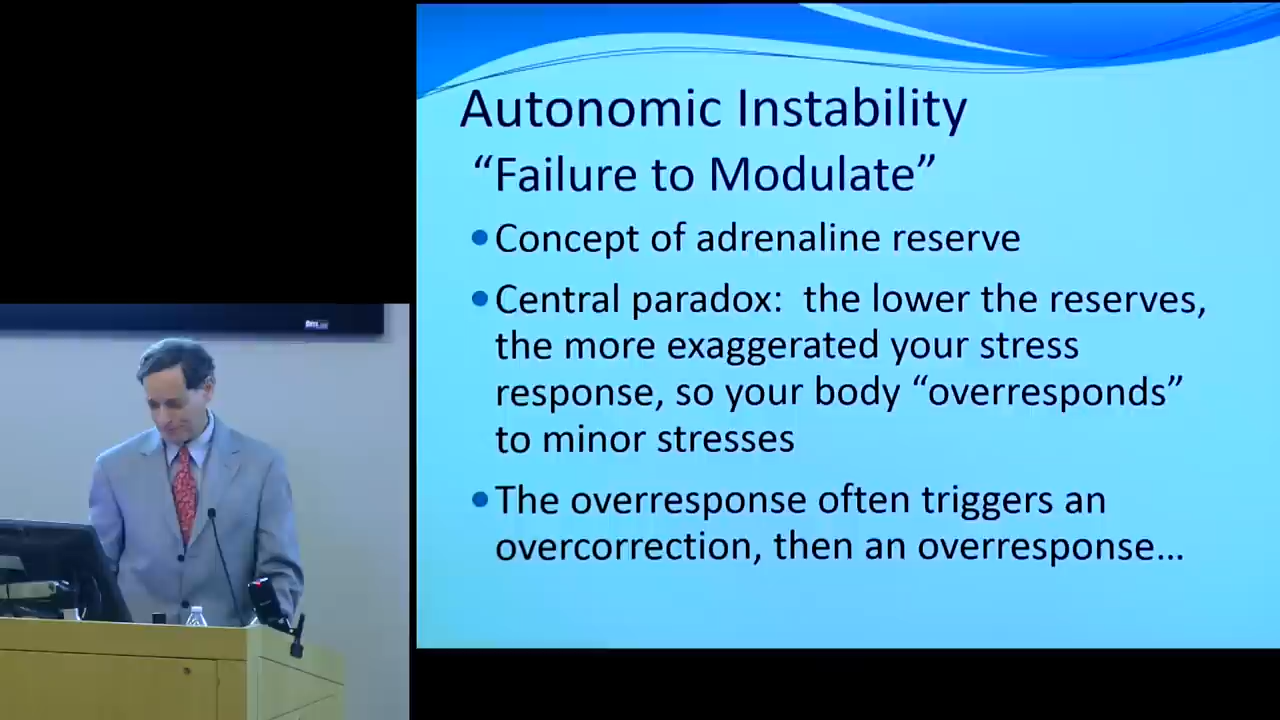 Autonomic Instability
“Failure to Modulate”
•Concept of adrenaline reserve
•Central paradox:  the lower the reserves,
the more exaggerated your stress
response, so your body “overresponds”
to minor stresses
•The overresponse often triggers an
overcorrection, then an overresponse…